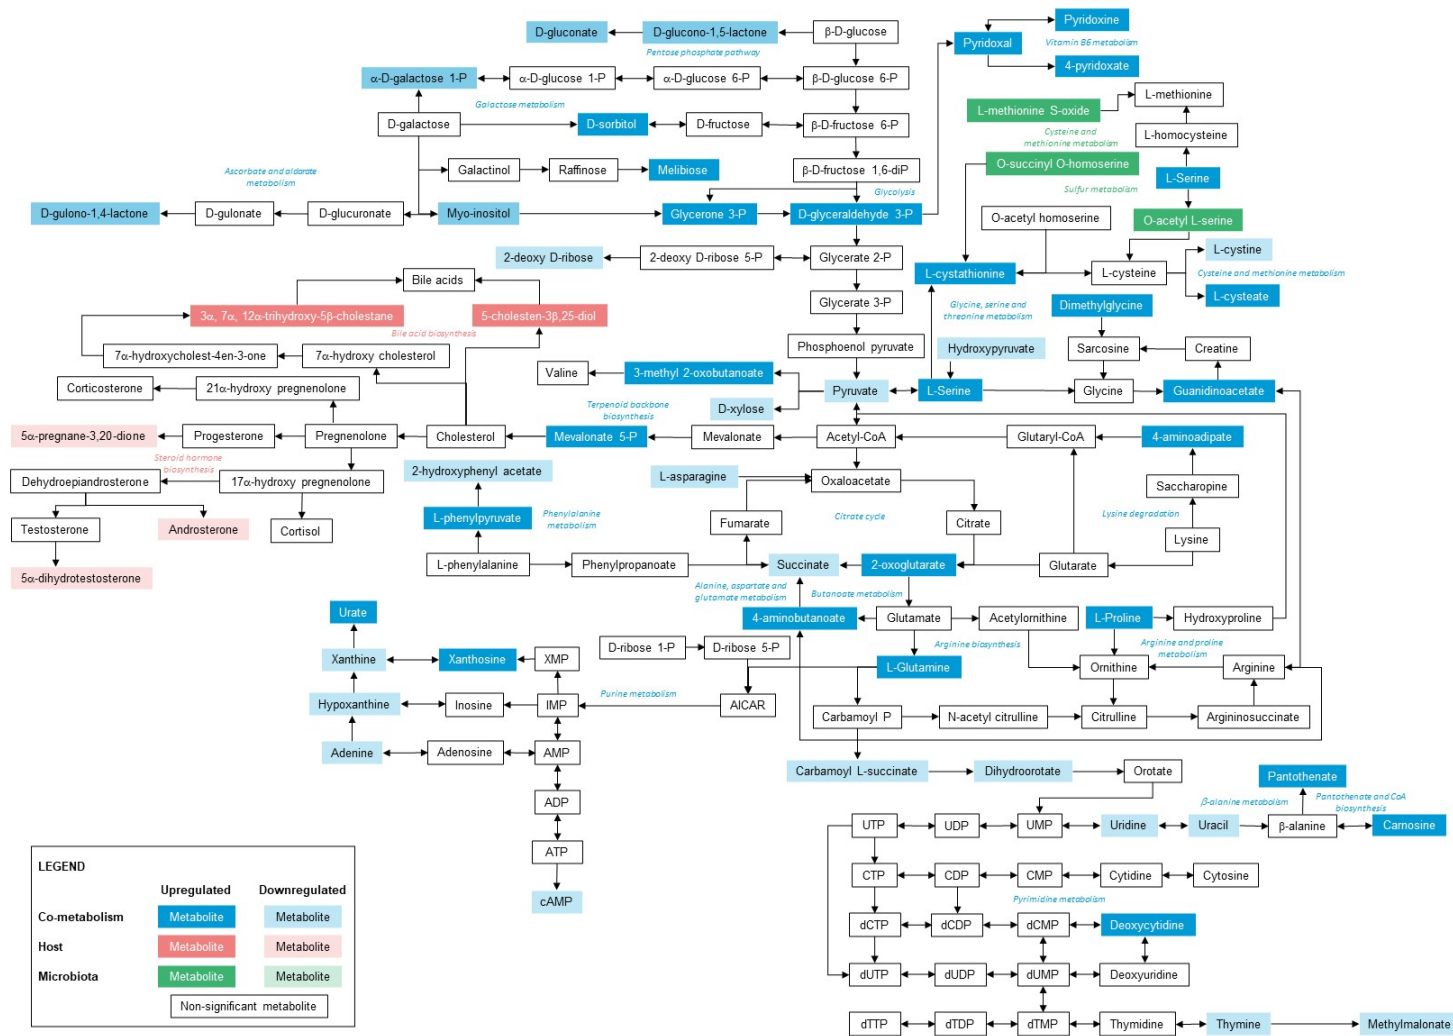 D-gluconate
D-glucono-1,5-lactone
β-D-glucose
Pentose phosphate pathway
Pyridoxine
Pyridoxal
Vitamin B6 metabolism
4-pyridoxate
α-D-galactose 1-P
α-D-glucose 1-P
α-D-glucose 6-P
β-D-glucose 6-P
Galactose metabolism
L-methionine
L-methionine S-oxide
D-galactose
D-sorbitol
D-fructose
β-D-fructose 6-P
Cysteine and
methionine metabolism
L-homocysteine
Galactinol
Raffinose
Melibiose
β-D-fructose 1,6-diP
O-succinyl O-homoserine
L-Serine
Ascorbate and aldarate
metabolism
Glycolysis
Sulfur metabolism
D-gulono-1,4-lactone
D-gulonate
D-glucuronate
Myo-inositol
Glycerone 3-P
D-glyceraldehyde 3-P
O-acetyl homoserine
O-acetyl L-serine
2-deoxy D-ribose
2-deoxy D-ribose 5-P
Glycerate 2-P
L-cystathionine
L-cysteine
L-cystine
Cysteine and methionine metabolism
L-cysteate
Bile acids
Glycerate 3-P
Glycine, serine and
threonine metabolism
Dimethylglycine
3α, 7α, 12α-trihydroxy-5β-cholestane
5-cholesten-3β,25-diol
Bile acid biosynthesis
Phosphoenol pyruvate
Hydroxypyruvate
Sarcosine
Creatine
7α-hydroxycholest-4en-3-one
7α-hydroxy cholesterol
Valine
3-methyl 2-oxobutanoate
Corticosterone
21α-hydroxy pregnenolone
Pyruvate
L-Serine
Glycine
Guanidinoacetate
D-xylose
Terpenoid backbone
biosynthesis
5α-pregnane-3,20-dione
Progesterone
Pregnenolone
Cholesterol
Mevalonate 5-P
Mevalonate
Acetyl-CoA
Glutaryl-CoA
4-aminoadipate
Steroid hormone
biosynthesis
2-hydroxyphenyl acetate
L-asparagine
Oxaloacetate
Saccharopine
Dehydroepiandrosterone
17α-hydroxy pregnenolone
L-phenylpyruvate
Phenylalanine
metabolism
Fumarate
Citrate cycle
Citrate
Lysine degradation
Testosterone
Androsterone
Cortisol
Lysine
L-phenylalanine
Phenylpropanoate
Succinate
2-oxoglutarate
Glutarate
5α-dihydrotestosterone
Alanine, aspartate and
glutamate metabolism
Butanoate metabolism
Urate
4-aminobutanoate
Glutamate
Acetylornithine
L-Proline
Hydroxyproline
D-ribose 1-P
D-ribose 5-P
Arginine biosynthesis
Arginine and proline
metabolism
Xanthine
Xanthosine
XMP
L-Glutamine
Ornithine
Arginine
Purine metabolism
Hypoxanthine
Inosine
IMP
AICAR
Carbamoyl P
N-acetyl citrulline
Citrulline
Argininosuccinate
Adenine
Adenosine
AMP
Carbamoyl L-succinate
Dihydroorotate
Orotate
Pantothenate
ADP
β-alanine metabolism
Pantothenate and CoA
biosynthesis
UTP
UDP
UMP
Uridine
Uracil
β-alanine
Carnosine
ATP
CTP
CDP
CMP
Cytidine
Cytosine
cAMP
Pyrimidine metabolism
dCTP
dCDP
dCMP
Deoxycytidine
dUTP
dUDP
dUMP
Deoxyuridine
dTTP
dTDP
dTMP
Thymidine
Thymine
Methylmalonate
LEGEND
Upregulated
Downregulated
Co-metabolism
Metabolite
Metabolite
Host
Metabolite
Metabolite
Microbiota
Metabolite
Metabolite
Non-significant metabolite